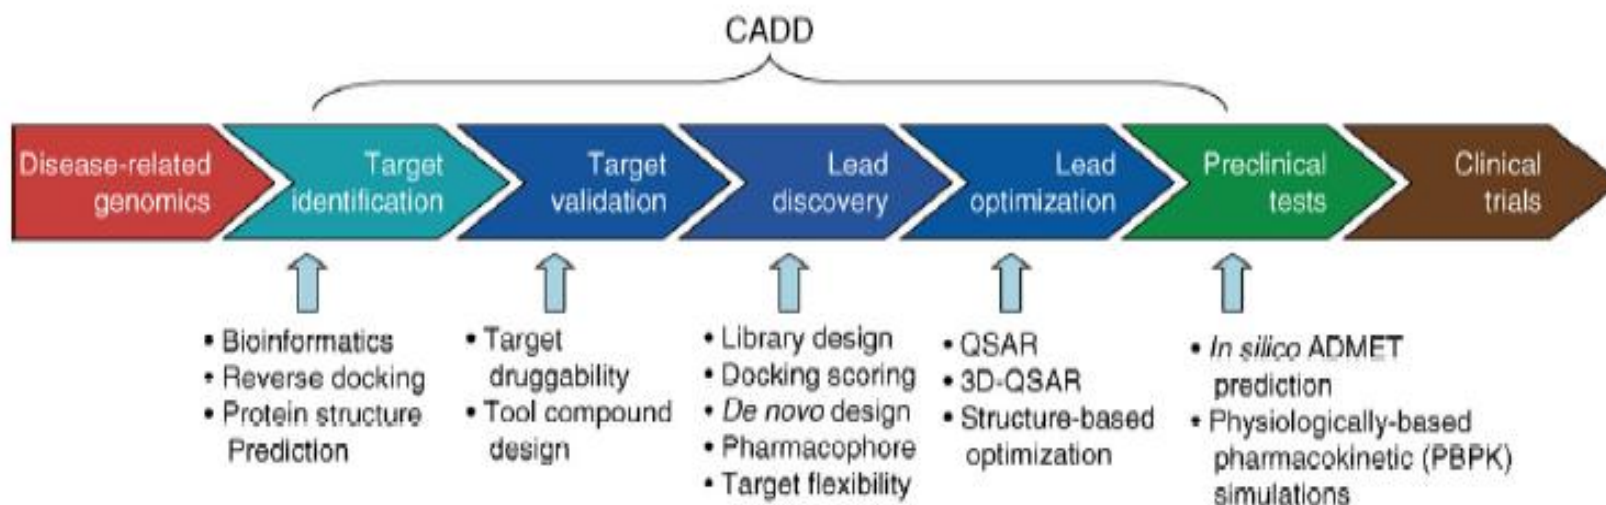 CADD
Disease-related
genomics
Target
identification
Target
validation
Lead
discovery
Lead
optimization
Preclinical
tests
Clinical
trials
• Bioinformatics
• Reverse docking
• Protein structure
Prediction
• Target
druggability
• Tool compound
design
• Library design
• Docking scoring
• De novo design
• Pharmacophore
• Target flexibility
• QSAR
• 3D-QSAR
• Structure-based
optimization
• In silico ADMET
prediction
• Physiologically-based
pharmacokinetic (PBPK)
simulations